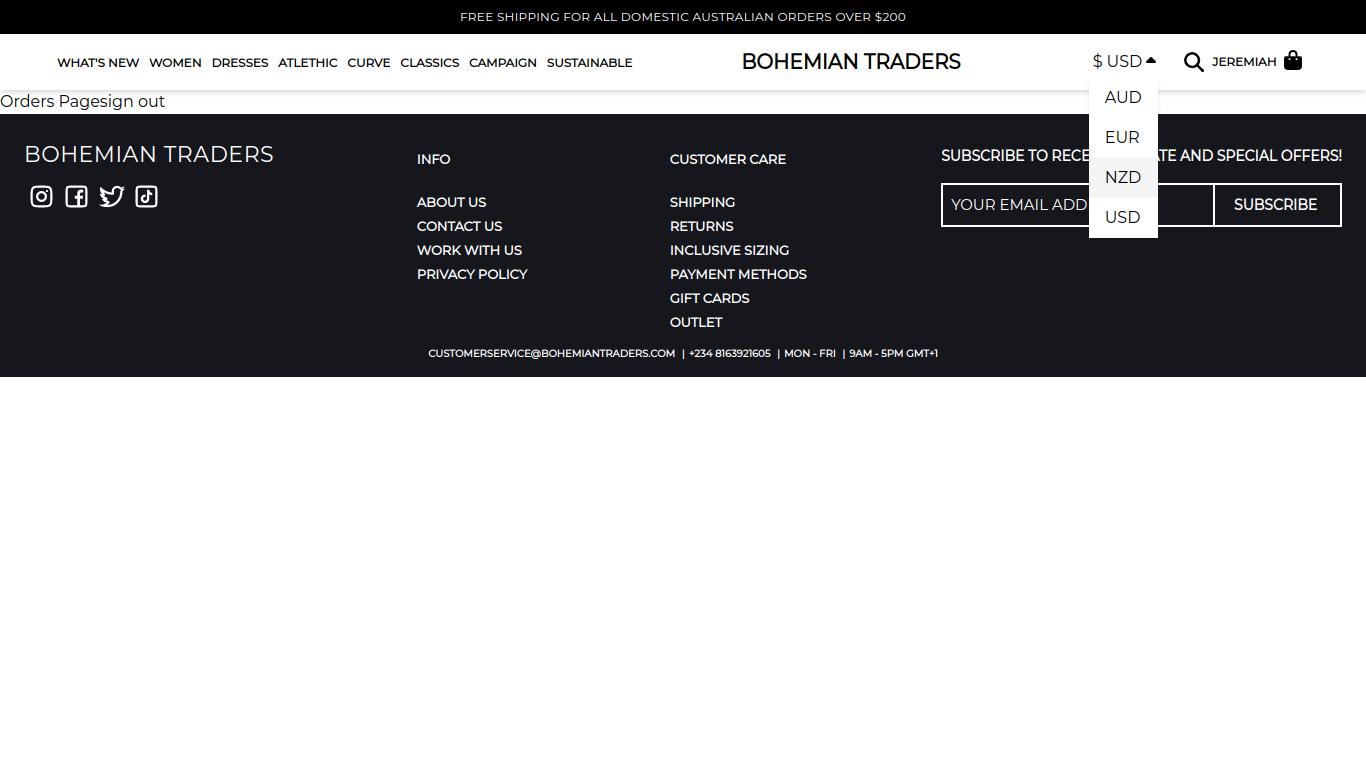 FREE SHIPPING FOR ALL DOMESTIC AUSTRALIAN ORDERS OVER $200
WHAT'S NEW WOMEN DRESSES ATLETHIC CURVE CLASSICS CAMPAIGN SUSTAINABLE
BOHEMIAN TRADERS
$ USD
JEREMIAH
AUD
EUR
NZD
USD
Orders Pagesign out
BOHEMIAN TRADERS
INFO
ABOUT US
CONTACT US
WORK WITH US
PRIVACY POLICY
CUSTOMER CARE
SHIPPING
RETURNS
INCLUSIVE SIZING
PAYMENT METHODS
GIFT CARDS
OUTLET
SUBSCRIBE TO RECE ATE AND SPECIAL OFFERS!
YOUR EMAIL ADD
SUBSCRIBE
CUSTOMERSERVICE@BOHEMIANTRADERS.COM | +234 8163921605 | MON - FRI | 9AM - 5PM GMT+1